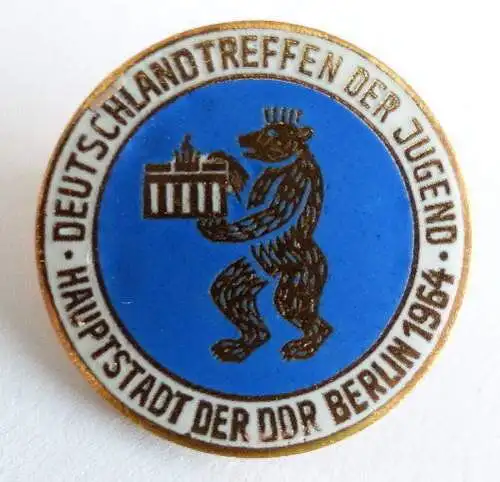 · DEUTSCHLANDTREFFEN DER JUGEND ·
HAUPTSTADT DER DDR BERLIN 1964